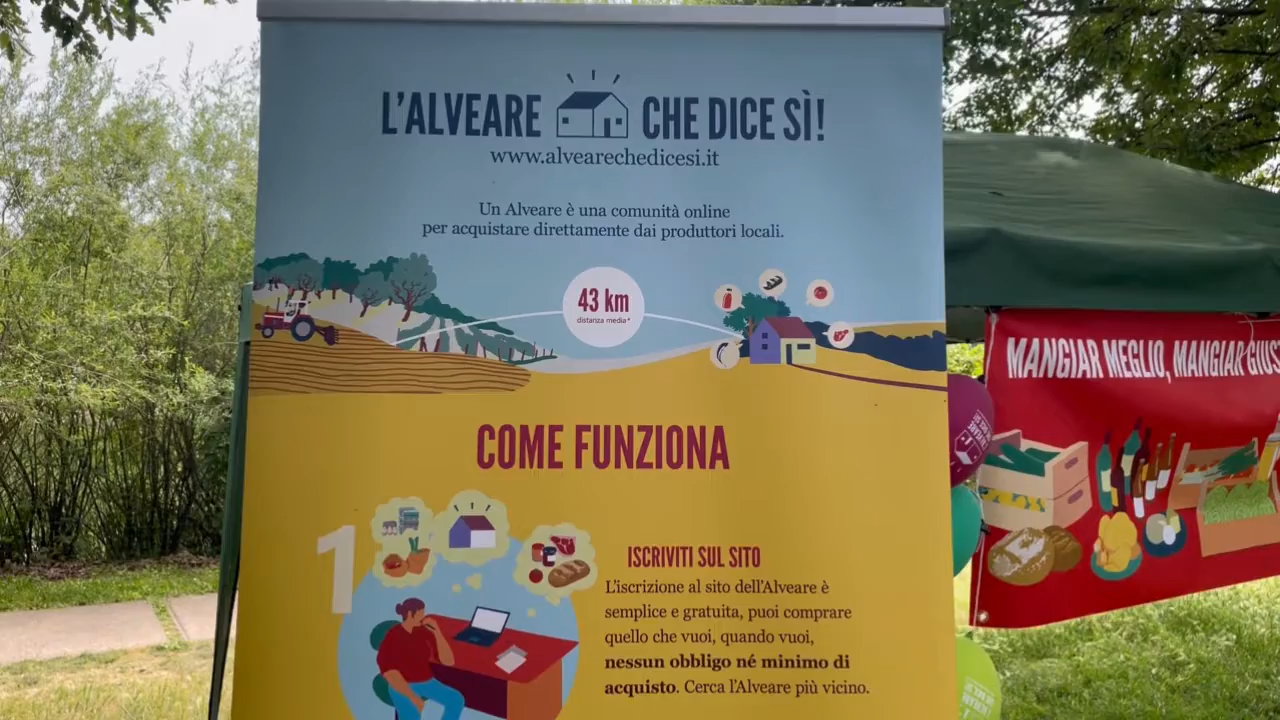 L'ALVEARE CHE DICE SÌ!
www.alvearechedicesi.it
Un Alveare è una comunità online
per acquistare direttamente dai produttori locali.
43 km
distanza media*
COME FUNZIONA
1
ISCRIVITI SUL SITO
L'iscrizione al sito dell'Alveare è
semplice e gratuita, puoi comprare
quello che vuoi, quando vuoi,
nessun obbligo né minimo di
acquisto. Cerca l'Alveare più vicino.
MANGIAR MEGLIO, MANGIAR GIUS